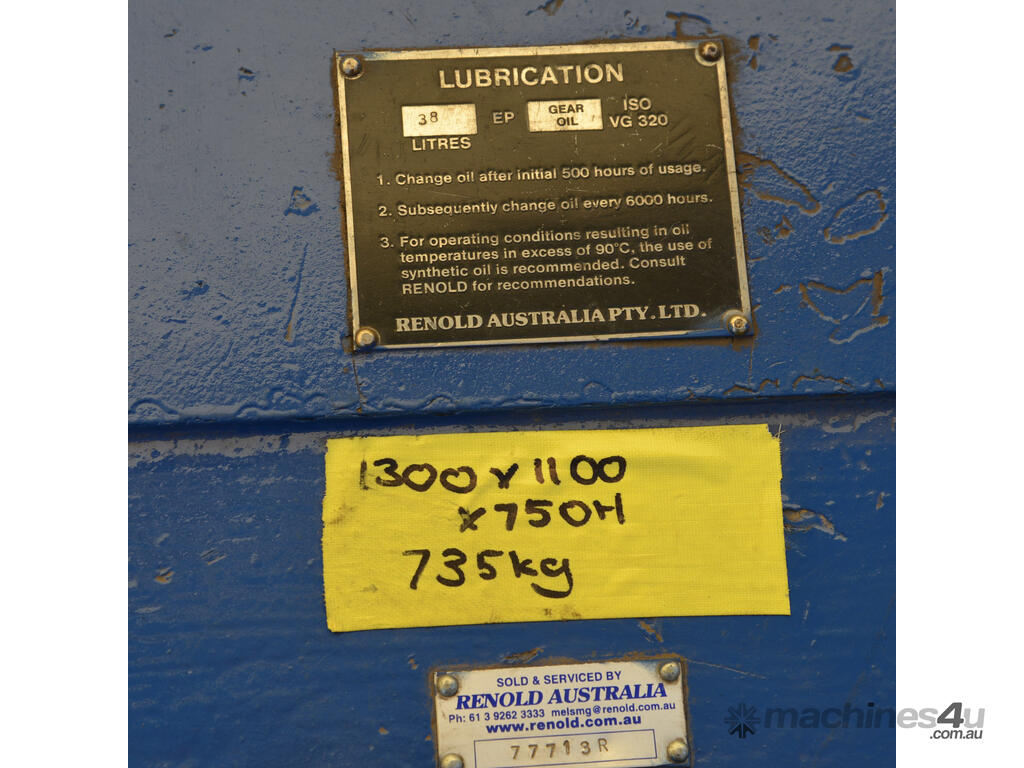 LUBRICATION
38 EP GEAR OIL ISO VG 320
LITRES
1. Change oil after initial 500 hours of usage.
2. Subsequently change oil every 6000 hours.
3. For operating conditions resulting in oil
temperatures in excess of 90°C, the use of
synthetic oil is recommended. Consult
RENOLD for recommendations.
RENOLD AUSTRALIA PTY. LTD.
1300 x 1100
x 750H
735kg
SOLD & SERVICED BY
RENOLD AUSTRALIA
Ph: 61 3 9262 3333 melsmg@renold.com.au
www.renold.com.au
77713R
machines4u
.com.au